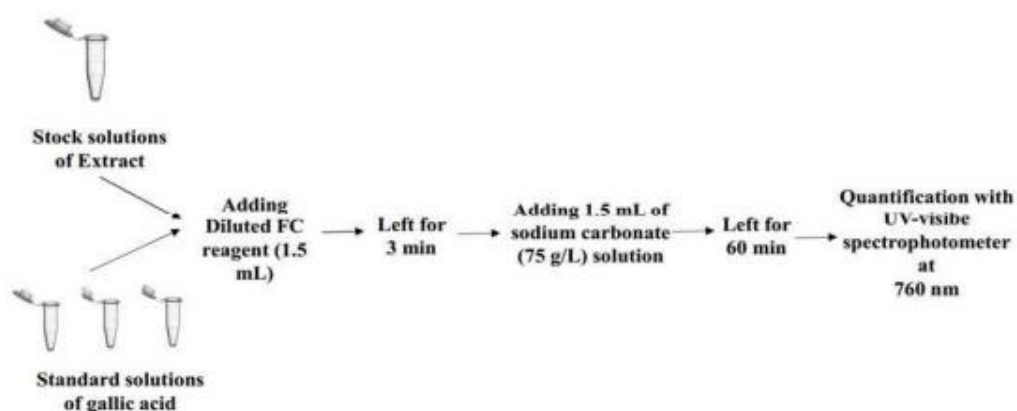 Stock solutions
of Extract
Adding
Diluted FC
reagent (1.5
mL)
Left for
3 min
Adding 1.5 mL of
sodium carbonate
(75 g/L) solution
Left for
60 min
Quantification with
UV-visibe
spectrophotometer
at
760 nm
Standard solutions
of gallic acid